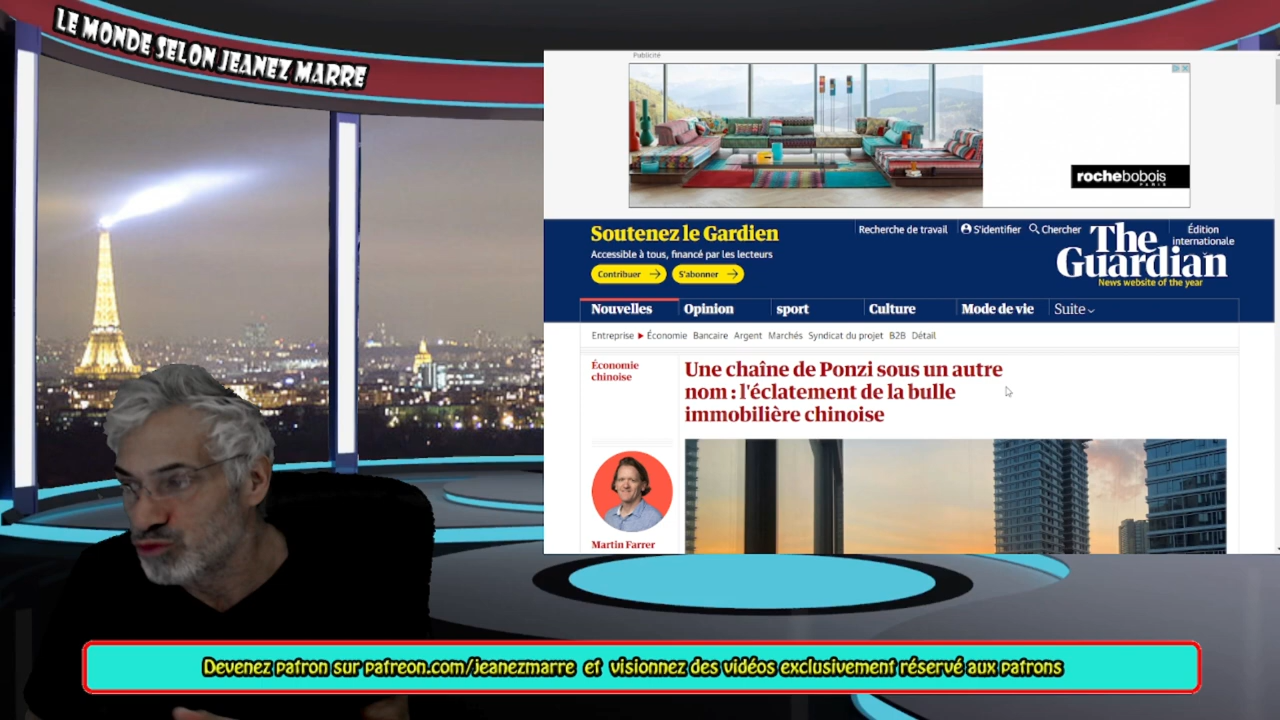 LE MONDE SELON JEANEZ MARRE
Publicité
rochebobois
PARIS
Soutenez le Gardien
Accessible à tous, financé par les lecteurs
Contribuer
S'abonner
Recherche de travail
S'identifier
Chercher
Édition
internationale
The
Guardian
News website of the year
Nouvelles
Opinion
sport
Culture
Mode de vie
Suite
Entreprise
Économie
Bancaire
Argent
Marchés
Syndicat du projet
B2B
Détail
Économie
chinoise
Une chaîne de Ponzi sous un autre
nom : l'éclatement de la bulle
immobilière chinoise
Martin Farrer
Devenez patron sur patreon.com/jeanezmarre et visionnez des vidéos exclusivement réservé aux patrons